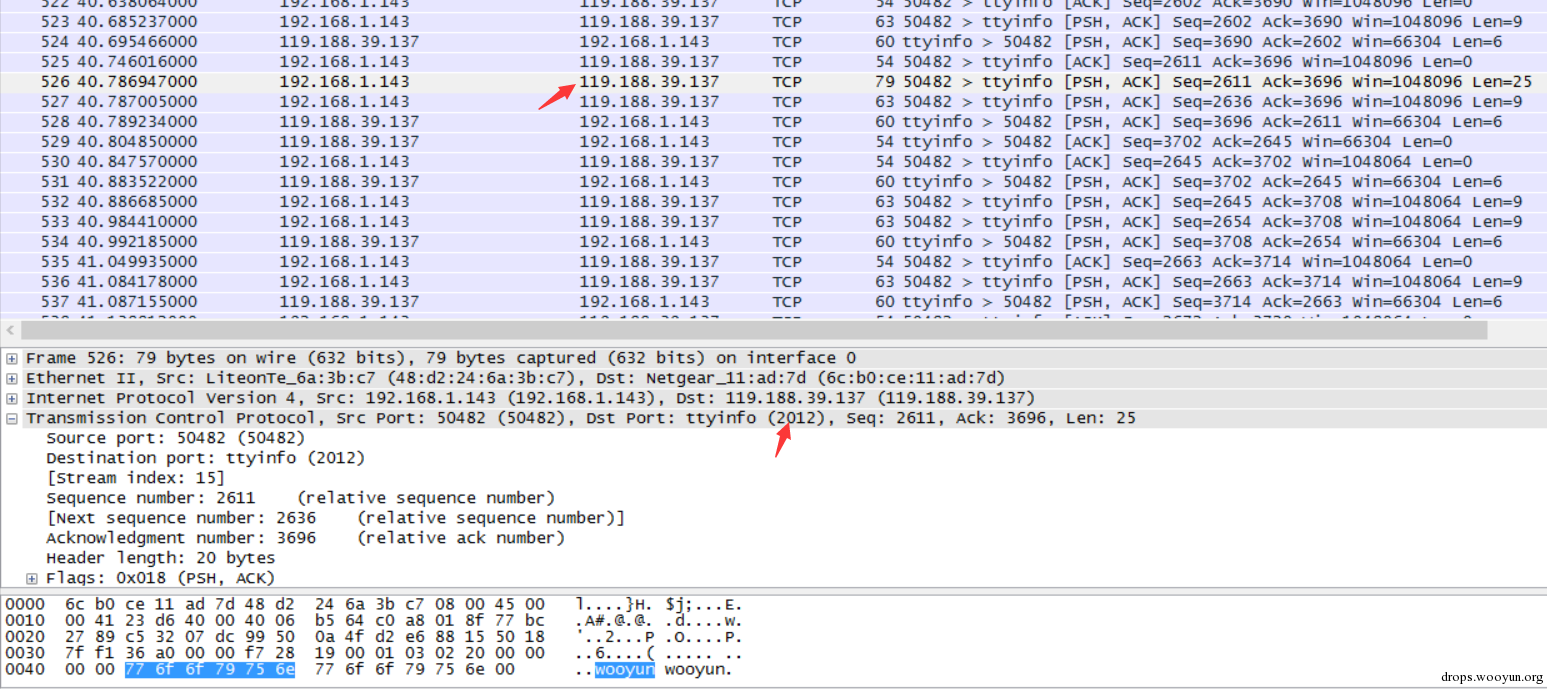 522 40.638064000 192.168.1.143 119.188.39.137 TCP 54 50482 > ttyinfo [ACK] Seq=2602 Ack=3690 Win=1048096 Len=0
523 40.685237000 192.168.1.143 119.188.39.137 TCP 63 50482 > ttyinfo [PSH, ACK] Seq=2602 Ack=3690 Win=1048096 Len=9
524 40.695466000 119.188.39.137 192.168.1.143 TCP 60 ttyinfo > 50482 [PSH, ACK] Seq=3690 Ack=2602 Win=66304 Len=6
525 40.746016000 192.168.1.143 119.188.39.137 TCP 54 50482 > ttyinfo [ACK] Seq=2611 Ack=3696 Win=1048096 Len=0
526 40.786947000 192.168.1.143 119.188.39.137 TCP 79 50482 > ttyinfo [PSH, ACK] Seq=2611 Ack=3696 Win=1048096 Len=25
527 40.787005000 192.168.1.143 119.188.39.137 TCP 63 50482 > ttyinfo [PSH, ACK] Seq=2636 Ack=3696 Win=1048096 Len=9
528 40.789234000 119.188.39.137 192.168.1.143 TCP 60 ttyinfo > 50482 [PSH, ACK] Seq=3696 Ack=2611 Win=66304 Len=6
529 40.804850000 119.188.39.137 192.168.1.143 TCP 54 ttyinfo > 50482 [ACK] Seq=3702 Ack=2645 Win=66304 Len=0
530 40.847570000 192.168.1.143 119.188.39.137 TCP 54 50482 > ttyinfo [ACK] Seq=2645 Ack=3702 Win=1048064 Len=0
531 40.883522000 119.188.39.137 192.168.1.143 TCP 60 ttyinfo > 50482 [PSH, ACK] Seq=3702 Ack=2645 Win=66304 Len=6
532 40.886685000 192.168.1.143 119.188.39.137 TCP 63 50482 > ttyinfo [PSH, ACK] Seq=2645 Ack=3708 Win=1048064 Len=9
533 40.984410000 192.168.1.143 119.188.39.137 TCP 63 50482 > ttyinfo [PSH, ACK] Seq=2654 Ack=3708 Win=1048064 Len=9
534 40.992185000 119.188.39.137 192.168.1.143 TCP 60 ttyinfo > 50482 [PSH, ACK] Seq=3708 Ack=2654 Win=66304 Len=6
535 41.049935000 192.168.1.143 119.188.39.137 TCP 54 50482 > ttyinfo [ACK] Seq=2663 Ack=3714 Win=1048064 Len=0
536 41.084178000 192.168.1.143 119.188.39.137 TCP 63 50482 > ttyinfo [PSH, ACK] Seq=2663 Ack=3714 Win=1048064 Len=9
537 41.087155000 119.188.39.137 192.168.1.143 TCP 60 ttyinfo > 50482 [PSH, ACK] Seq=3714 Ack=2663 Win=66304 Len=6
Frame 526: 79 bytes on wire (632 bits), 79 bytes captured (632 bits) on interface 0
Ethernet II, Src: LiteonTe_6a:3b:c7 (48:d2:24:6a:3b:c7), Dst: Netgear_11:ad:7d (6c:b0:ce:11:ad:7d)
Internet Protocol Version 4, Src: 192.168.1.143 (192.168.1.143), Dst: 119.188.39.137 (119.188.39.137)
Transmission Control Protocol, Src Port: 50482 (50482), Dst Port: ttyinfo (2012), Seq: 2611, Ack: 3696, Len: 25
Source port: 50482 (50482)
Destination port: ttyinfo (2012)
[Stream index: 15]
Sequence number: 2611 (relative sequence number)
[Next sequence number: 2636 (relative sequence number)]
Acknowledgment number: 3696 (relative ack number)
Header length: 20 bytes
Flags: 0x018 (PSH, ACK)
0000 6c b0 ce 11 ad 7d 48 d2 24 6a 3b c7 08 00 45 00 l....}H. $j;...E.
0010 00 41 23 d6 40 00 40 06 b5 64 c0 a8 01 8f 77 bc .A#.@.@. .d....w.
0020 27 89 c5 32 07 dc 99 50 0a 4f d2 e6 88 15 50 18 '..2...P .O....P.
0030 7f f1 36 a0 00 00 f7 28 19 00 01 03 02 20 00 00 ..6....( ..... ..
0040 00 00 77 6f 6f 79 75 6e 77 6f 6f 79 75 6e 00 ..wooyun wooyun.
drops.wooyun.org